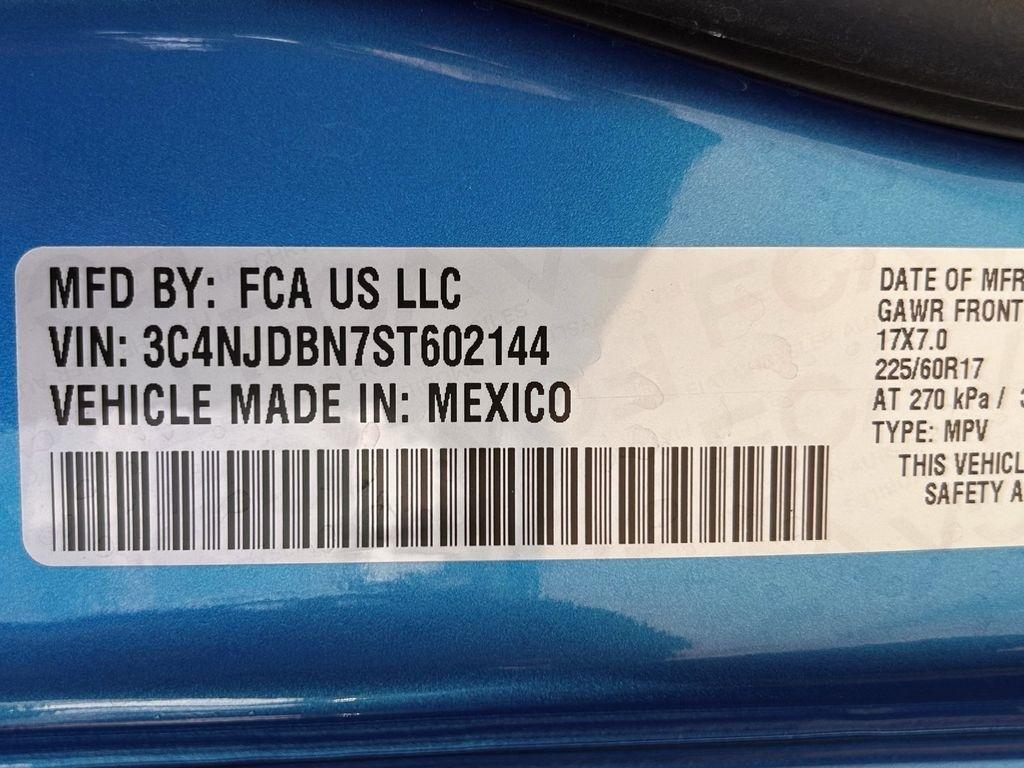 MFD BY: FCA US LLC
VIN: 3C4NJDBN7ST602144
VEHICLE MADE IN: MEXICO
DATE OF MFR
GAWR FRONT
17X7.0
225/60R17
AT 270 kPa /
TYPE: MPV
THIS VEHICL
SAFETY A